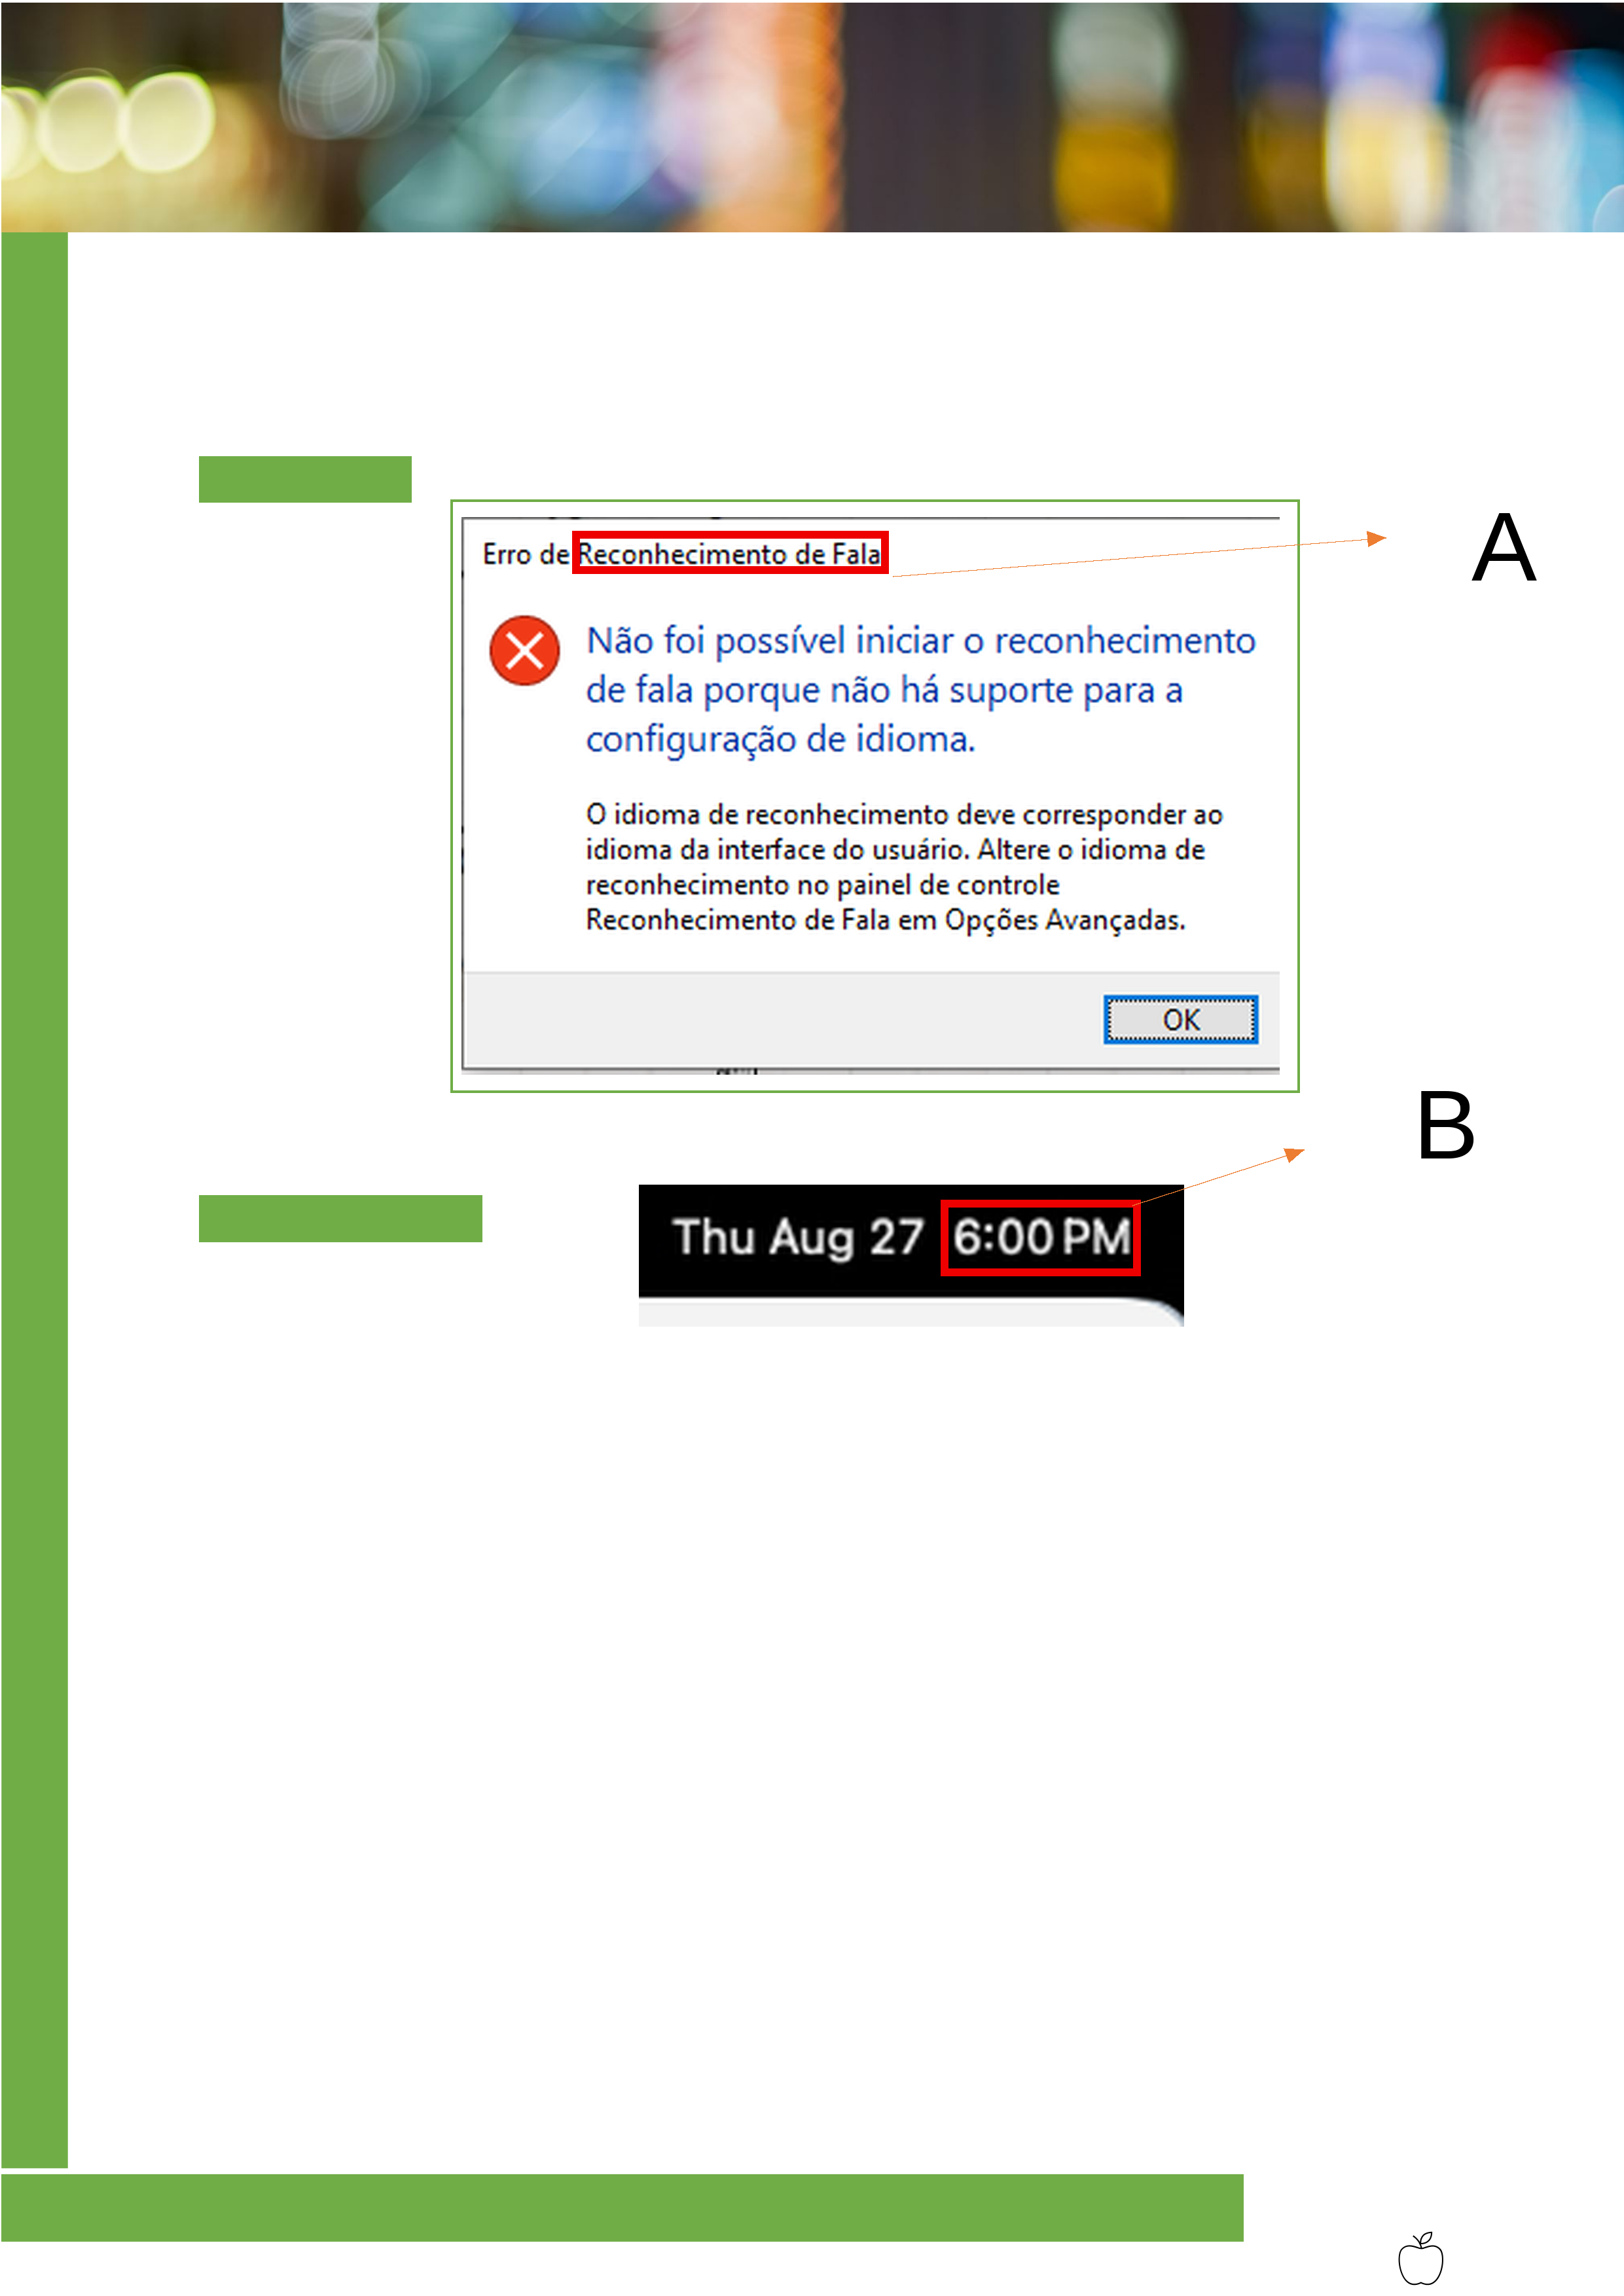 A
Erro de Reconhecimento de Fala
Não foi possível iniciar o reconhecimento
de fala porque não há suporte para a
configuração de idioma.
O idioma de reconhecimento deve corresponder ao
idioma da interface do usuário. Altere o idioma de
reconhecimento no painel de controle
Reconhecimento de Fala em Opções Avançadas.
OK
B
Thu Aug 27 6:00 PM